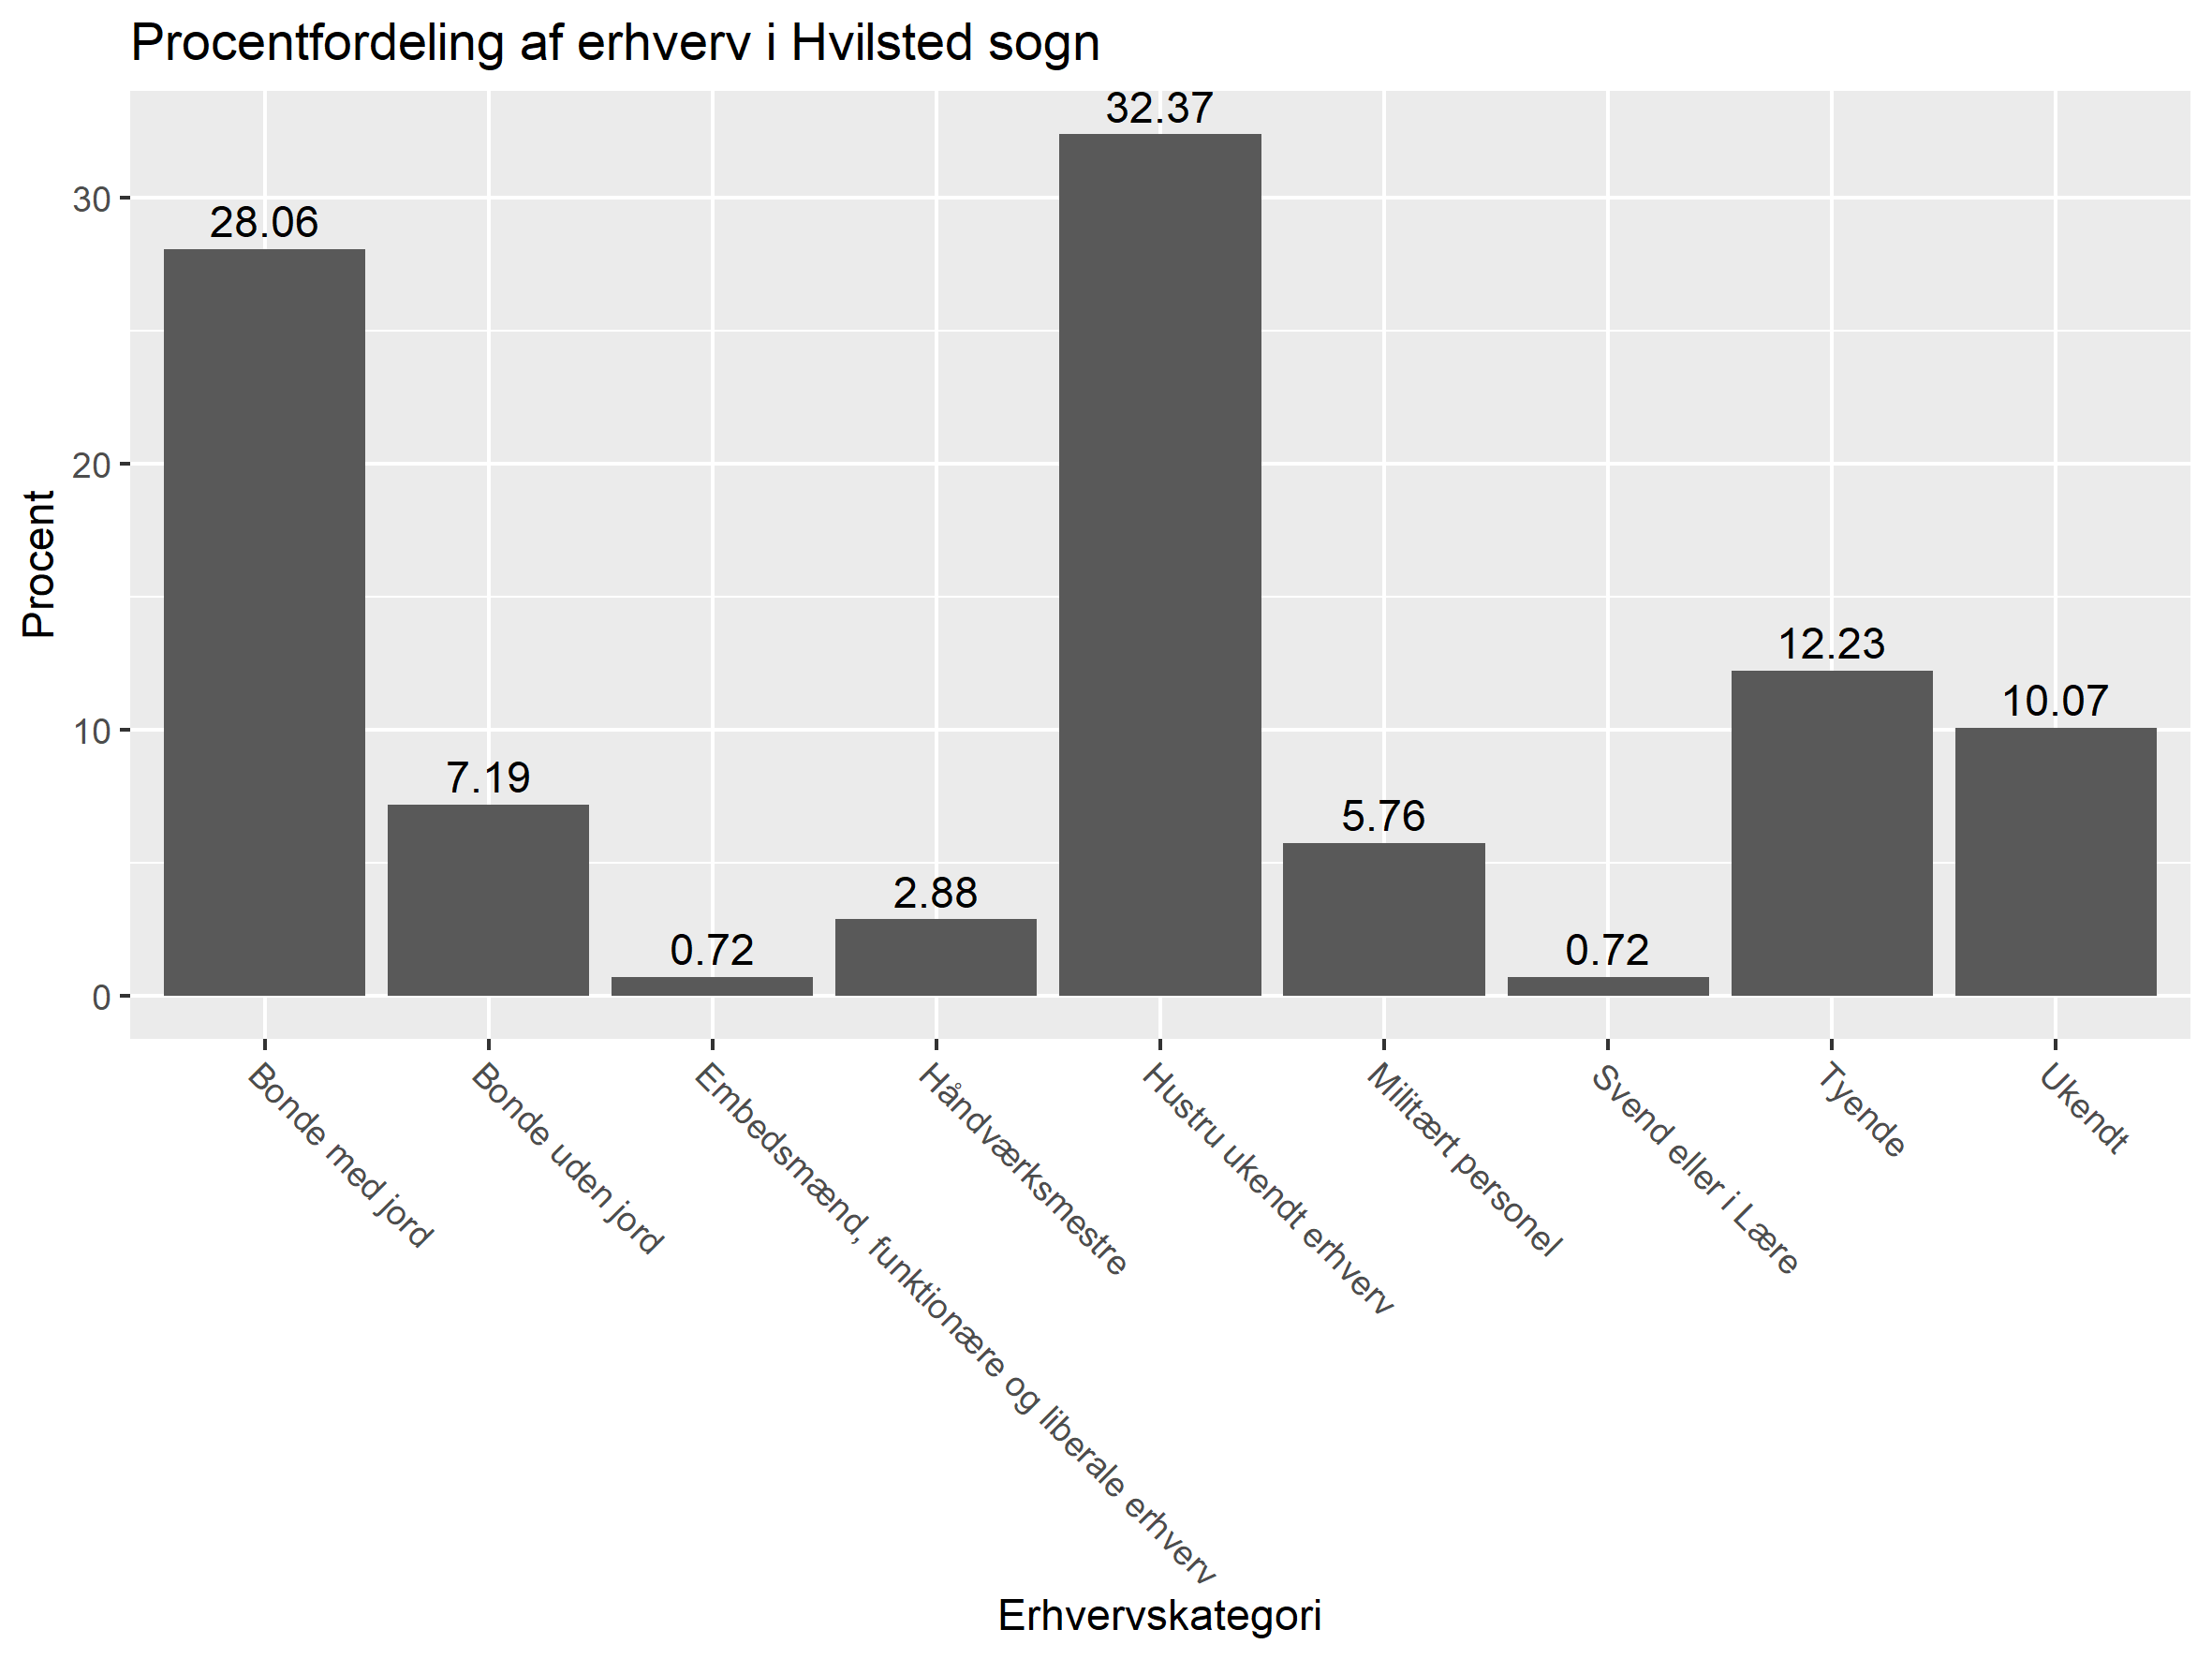 Procentfordeling af erhverv i Hvilsted sogn
Procent
30
20
10
0
28.06
7.19
0.72
2.88
32.37
5.76
0.72
12.23
10.07
Bonde med jord
Bonde uden jord
Embedsmænd, funktionære og liberale erhverv
Håndværksmestre
Hustru ukendt erhverv
Militært personel
Svend eller i Lære
Tyende
Ukendt
Erhvervskategori